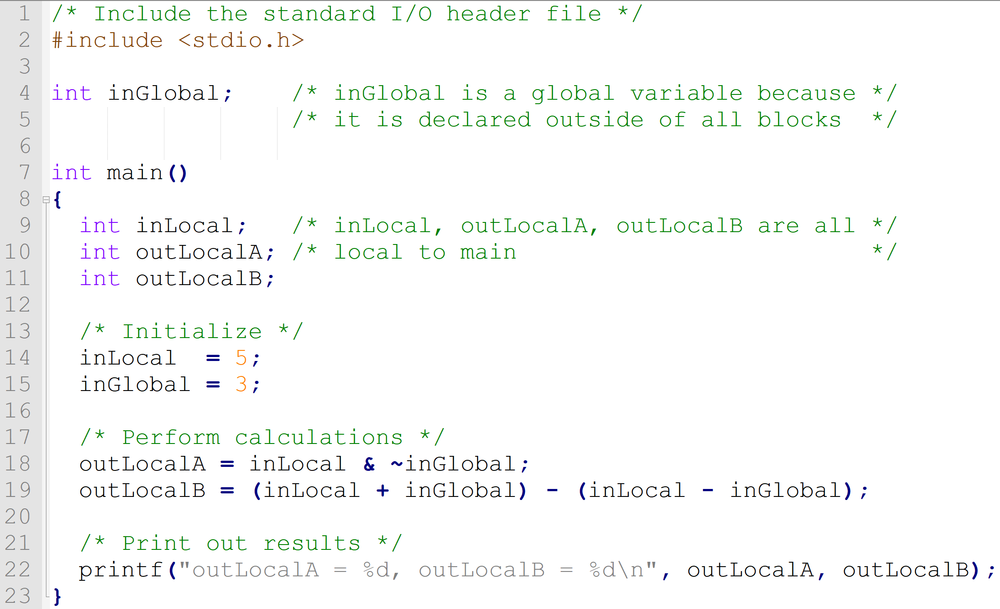 1 /* Include the standard I/O header file */
2 #include <stdio.h>
3
4 int inGlobal;    /* inGlobal is a global variable because */
5                  /* it is declared outside of all blocks  */
6
7 int main()
8 {
9   int inLocal;   /* inLocal, outLocalA, outLocalB are all */
10   int outLocalA; /* local to main                         */
11   int outLocalB;
12
13   /* Initialize */
14   inLocal  = 5;
15   inGlobal = 3;
16
17   /* Perform calculations */
18   outLocalA = inLocal & ~inGlobal;
19   outLocalB = (inLocal + inGlobal) - (inLocal - inGlobal);
20
21   /* Print out results */
22   printf("outLocalA = %d, outLocalB = %d\n", outLocalA, outLocalB);
23 }